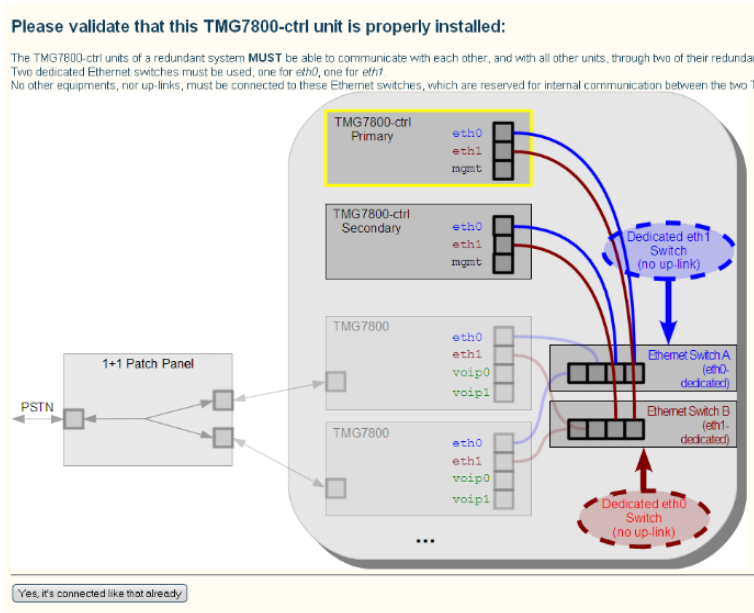 Please validate that this TMG7800-ctrl unit is properly installed:
The TMG7800-ctrl units of a redundant system MUST be able to communicate with each other, and with all other units, through two of their redundan
Two dedicated Ethernet switches must be used, one for eth0, one for eth1.
No other equipments, nor up-links, must be connected to these Ethernet switches, which are reserved for internal communication between the two T
TMG7800-ctrl
Primary
eth0
eth1
mgmt
TMG7800-ctrl
Secondary
eth0
eth1
mgmt
Dedicated eth1
Switch
(no up-link)
TMG7800
eth0
eth1
voip0
voip1
Ethernet Switch A
(eth0-
dedicated)
1+1 Patch Panel
PSTN
Ethernet Switch B
(eth1-
dedicated)
TMG7800
eth0
eth1
voip0
voip1
Dedicated eth0
Switch
(no up-link)
...
Yes, it's connected like that already